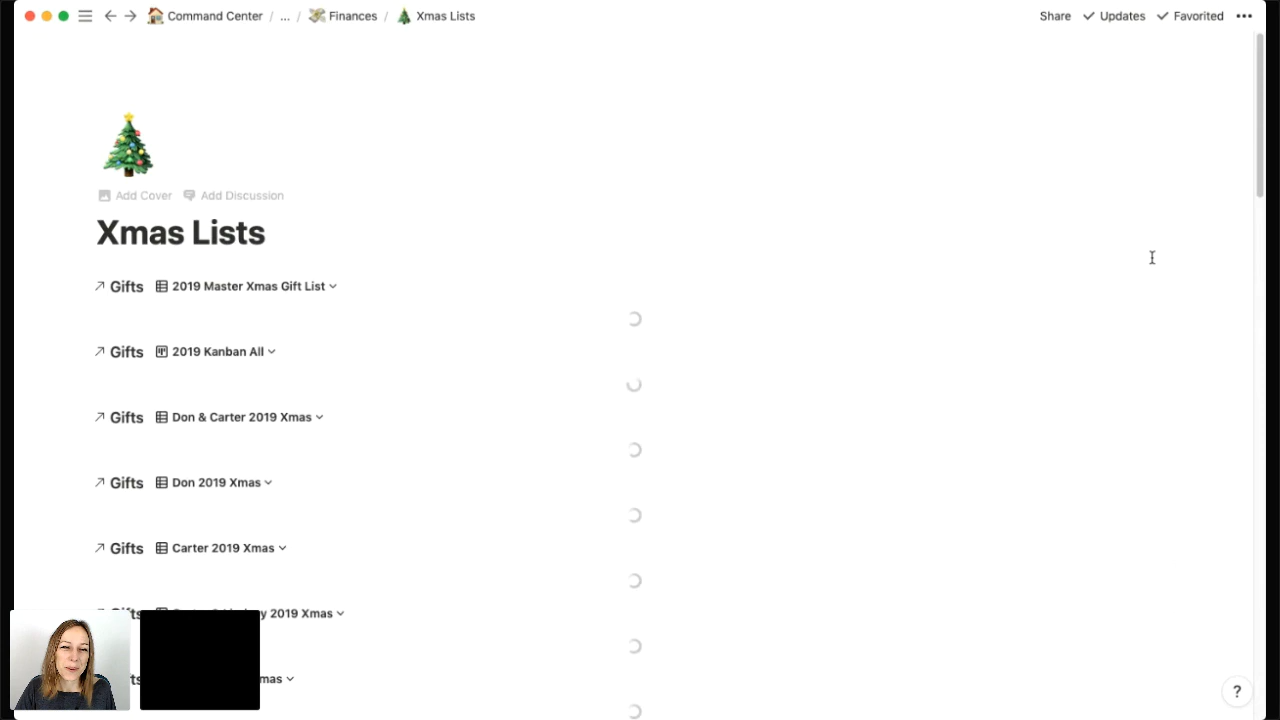 Command Center / ... / Finances / Xmas Lists
Share Updates Favorited
Add Cover Add Discussion
Xmas Lists
Gifts 2019 Master Xmas Gift List
Gifts 2019 Kanban All
Gifts Don & Carter 2019 Xmas
Gifts Don 2019 Xmas
Gifts Carter 2019 Xmas
2019 Xmas
?